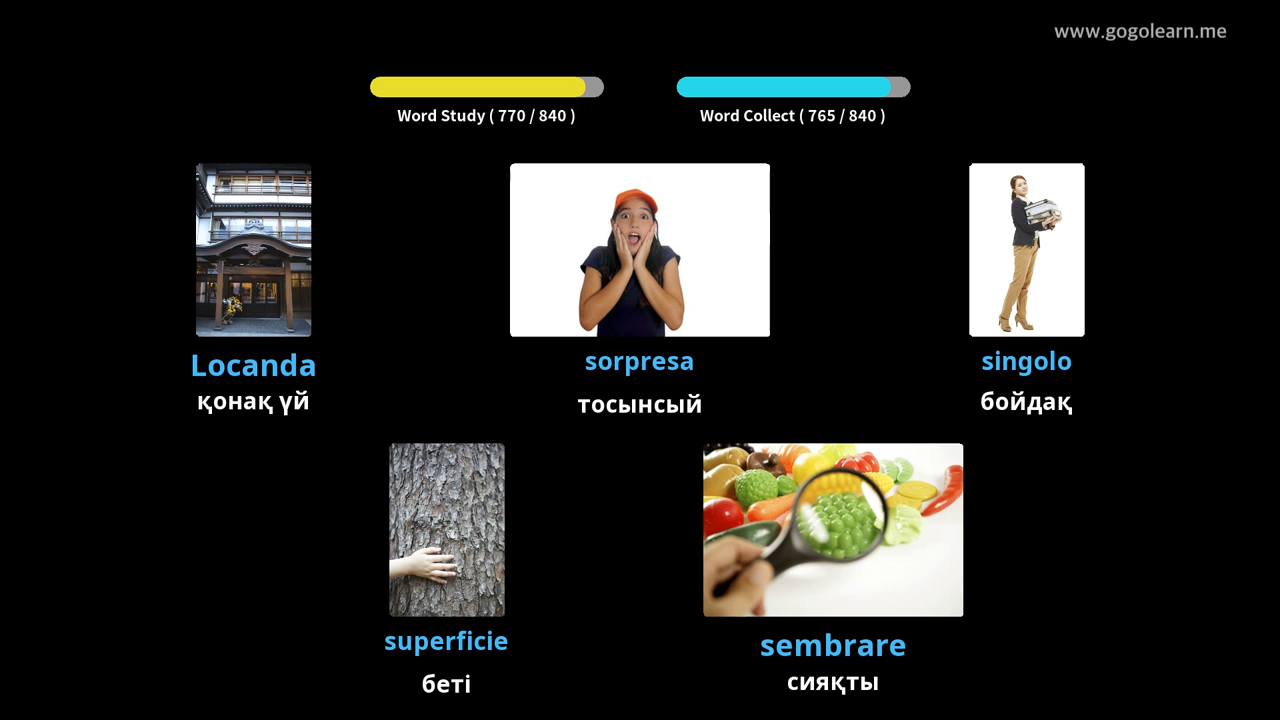 www.gogolearn.me
Word Study ( 770 / 840 )
Word Collect ( 765 / 840 )
Locanda
қонақ үй
sorpresa
тосынсый
singolo
бойдақ
superficie
беті
sembrare
сияқты